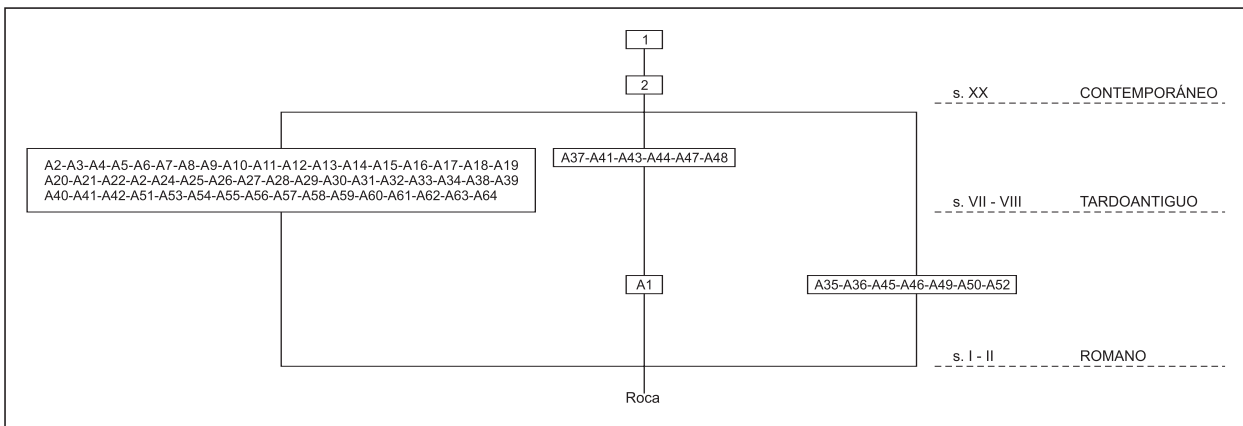 1
2
s. XX CONTEMPORÁNEO
A2-A3-A4-A5-A6-A7-A8-A9-A10-A11-A12-A13-A14-A15-A16-A17-A18-A19
A20-A21-A22-A2-A24-A25-A26-A27-A28-A29-A30-A31-A32-A33-A34-A38-A39
A40-A41-A42-A51-A53-A54-A55-A56-A57-A58-A59-A60-A61-A62-A63-A64
A37-A41-A43-A44-A47-A48
s. VII - VIII TARDOANTIGUO
A1
A35-A36-A45-A46-A49-A50-A52
s. I - II ROMANO
Roca